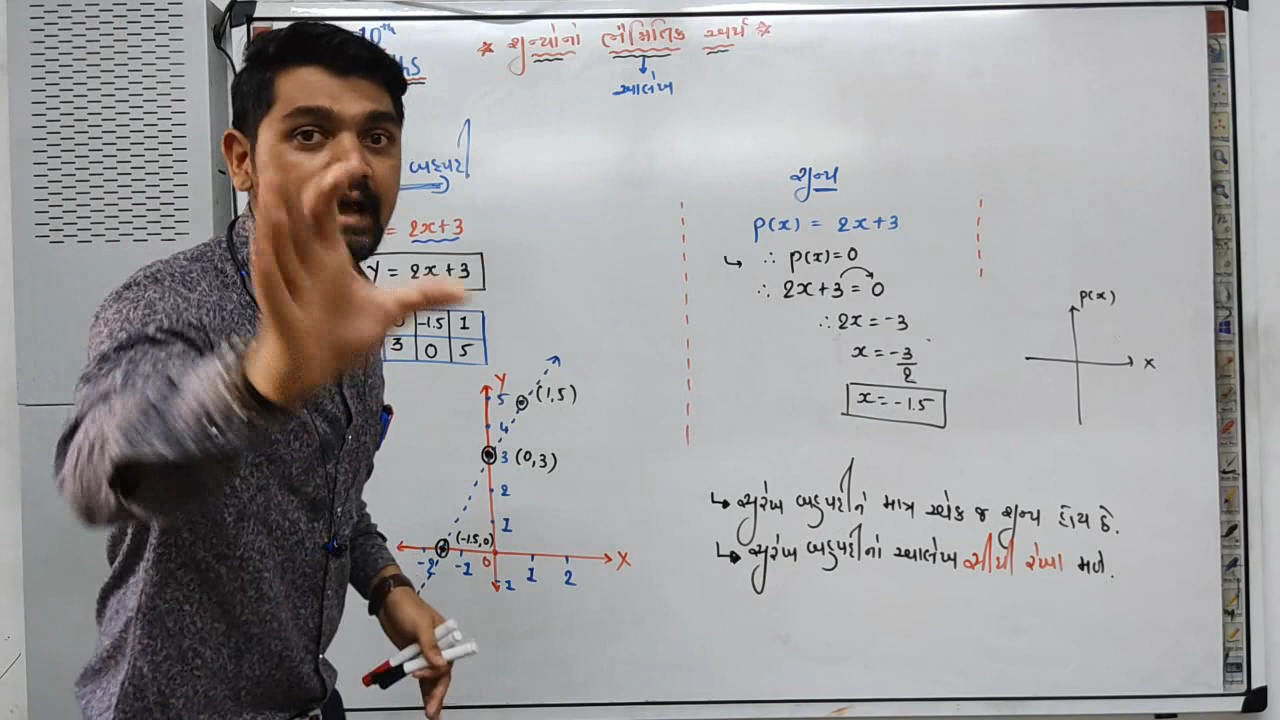 10th
* શૂન્યોનો ભૌમિતિક અર્થ *
આલેખ
બહુપદી
= 2x+3
Y = 2x + 3
-1.5 1
3 0 5
Y
5 (1,5)
4
3 (0,3)
2
1
(-1.5,0)
-2 -1 0 1 2 X
-1
શૂન્ય
P(x) = 2x+3
∴ P(x)=0
∴ 2x+3 = 0
∴ 2x = -3
x = -3/2
x = -1.5
P(x)
X
↳ સુરેખ બહુપદીને માત્ર એક જ શૂન્ય હોય છે.
↳ સુરેખ બહુપદીનો આલેખ સીધી રેખા મળે.